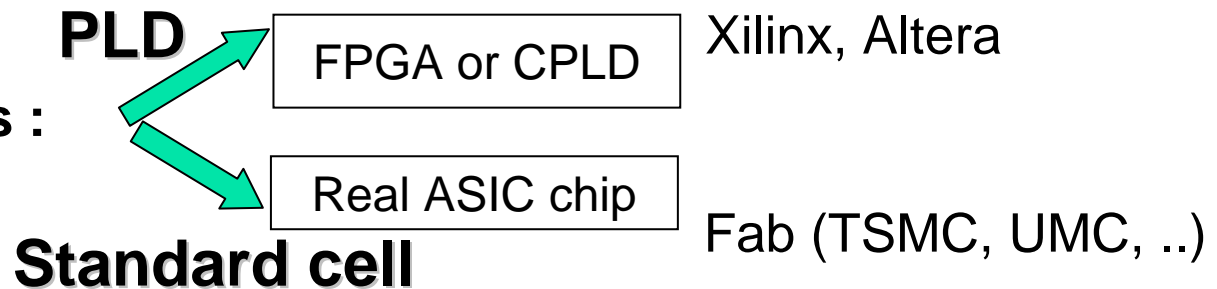 PLD
FPGA or CPLD
Xilinx, Altera
s :
Real ASIC chip
Fab (TSMC, UMC, ..)
Standard cell